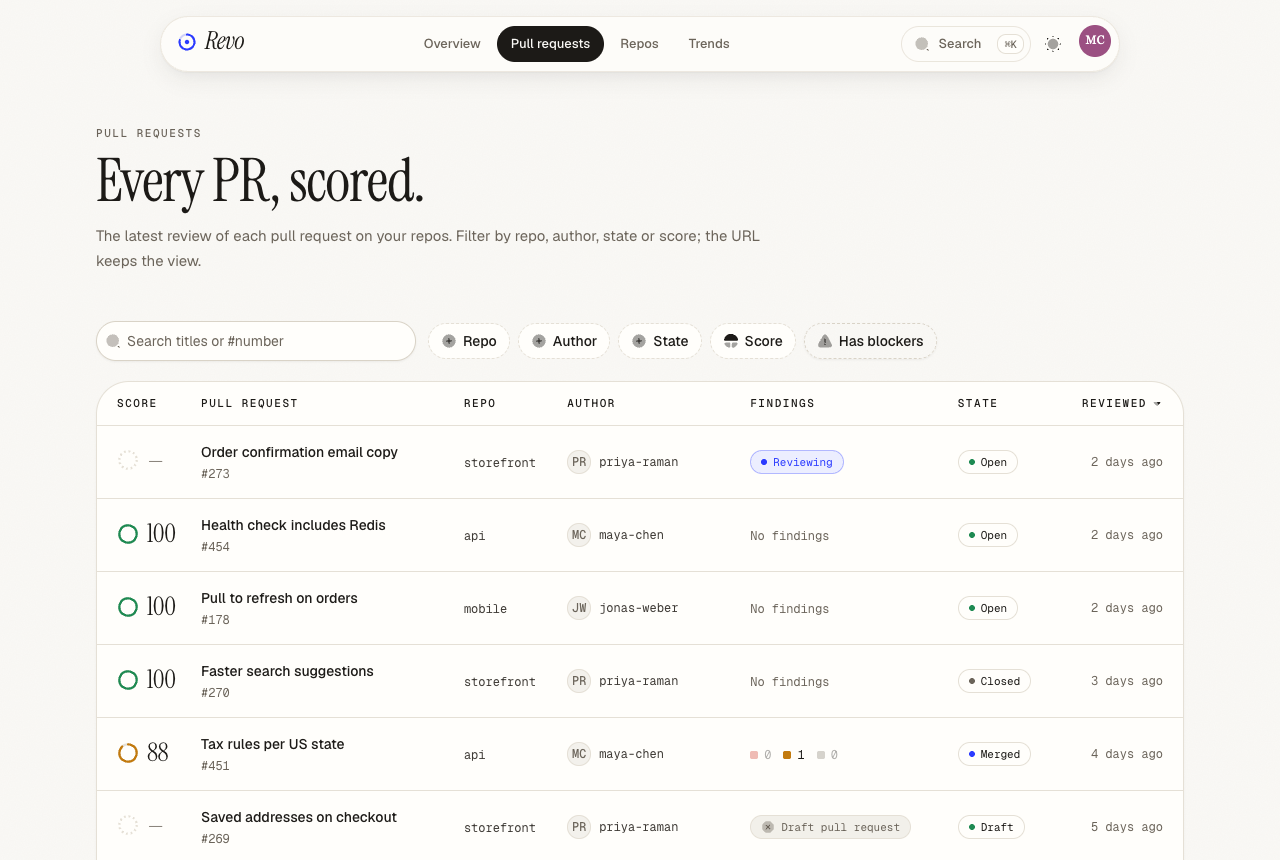 Revo
Overview
Pull requests
Repos
Trends
Search
⌘K
MC
PULL REQUESTS
Every PR, scored.
The latest review of each pull request on your repos. Filter by repo, author, state or score; the URL
keeps the view.
Search titles or #number
Repo
Author
State
Score
Has blockers
SCORE PULL REQUEST REPO AUTHOR FINDINGS STATE REVIEWED
— Order confirmation email copy storefront PR priya-raman Reviewing Open 2 days ago
#273
100 Health check includes Redis api MC maya-chen No findings Open 2 days ago
#454
100 Pull to refresh on orders mobile JW jonas-weber No findings Open 2 days ago
#178
100 Faster search suggestions storefront PR priya-raman No findings Closed 3 days ago
#270
88 Tax rules per US state api MC maya-chen 0 1 0 Merged 4 days ago
#451
— Saved addresses on checkout storefront PR priya-raman Draft pull request Draft 5 days ago
#269